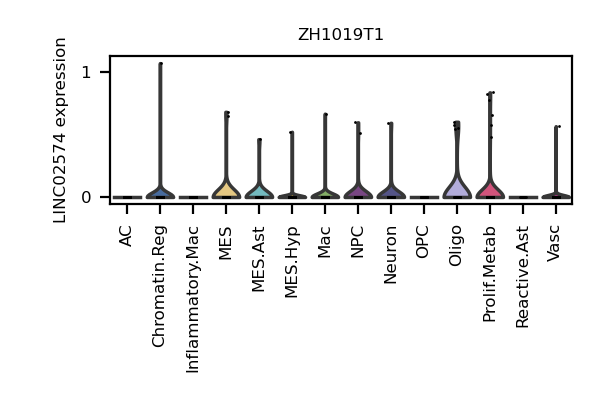 ZH1019T1
LINC02574 expression
1
0
AC
Chromatin.Reg
Inflammatory.Mac
MES
MES.Ast
MES.Hyp
Mac
NPC
Neuron
OPC
Oligo
Prolif.Metab
Reactive.Ast
Vasc